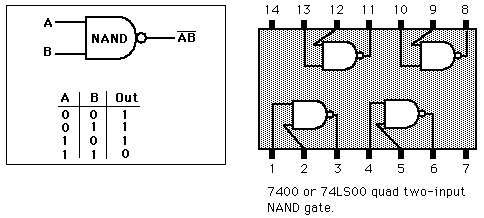 A
NAND
AB
B
A B Out
0 0 1
0 1 1
1 0 1
1 1 0
14 13 12 11 10 9 8
1 2 3 4 5 6 7
7400 or 74LS00 quad two-input
NAND gate.